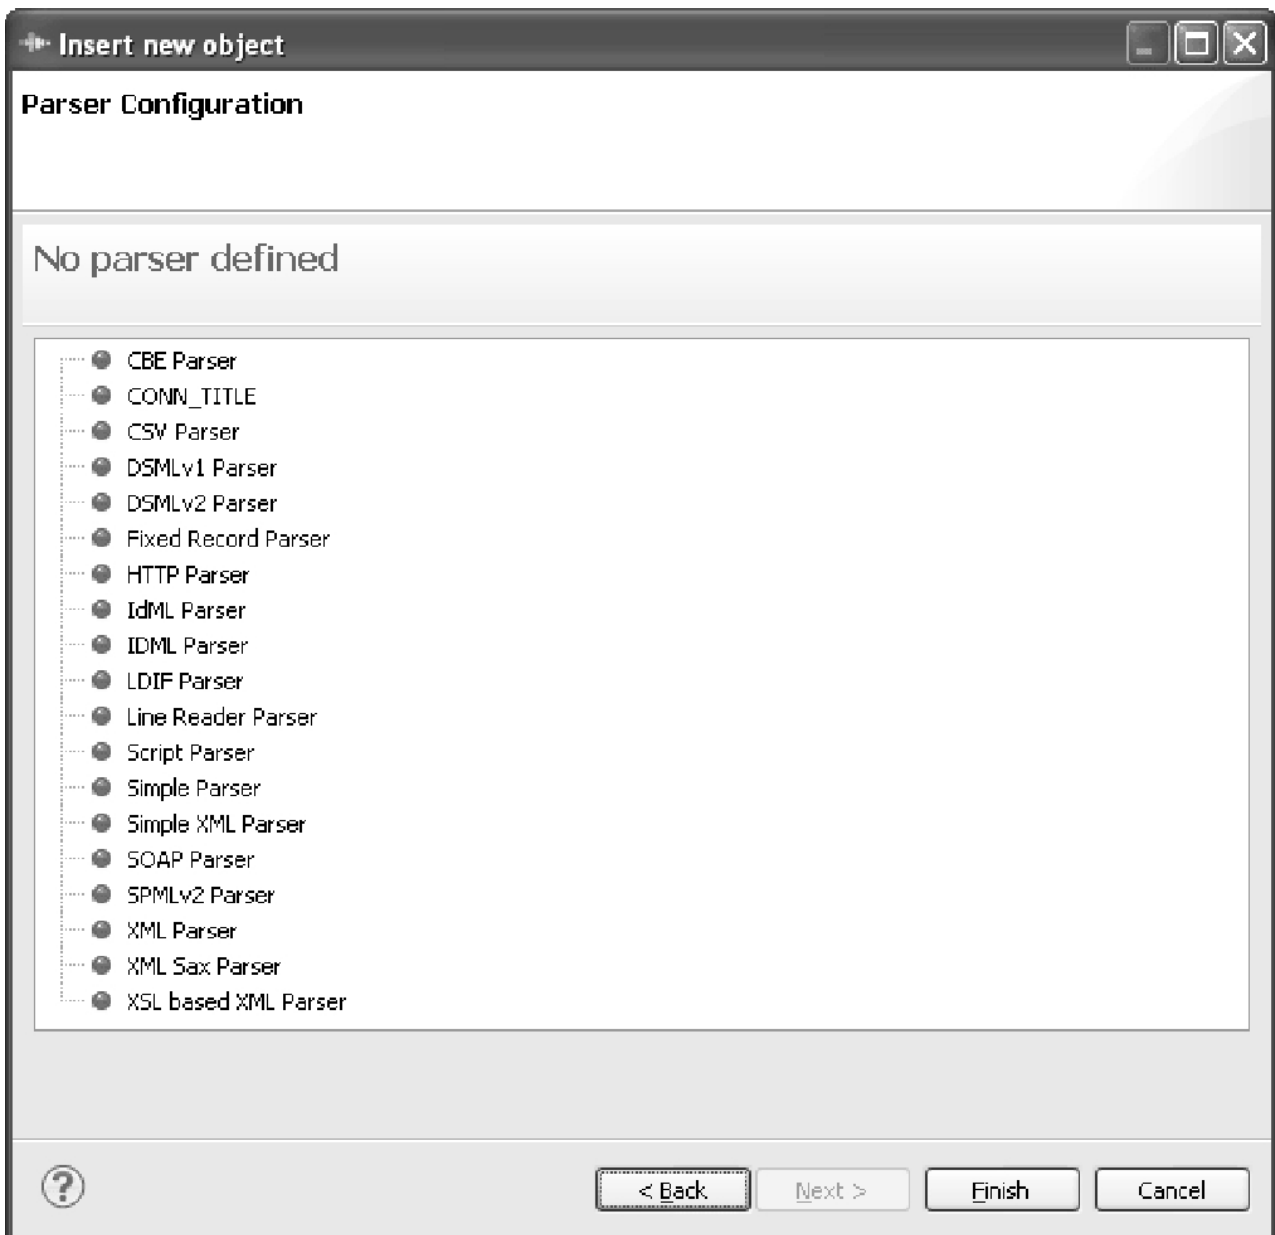 Insert new object
Parser Configuration
No parser defined
CBE Parser
CONN_TITLE
CSV Parser
DSMLv1 Parser
DSMLv2 Parser
Fixed Record Parser
HTTP Parser
IdML Parser
IDML Parser
LDIF Parser
Line Reader Parser
Script Parser
Simple Parser
Simple XML Parser
SOAP Parser
SPMLv2 Parser
XML Parser
XML Sax Parser
XSL based XML Parser
? < Back Next > Finish Cancel